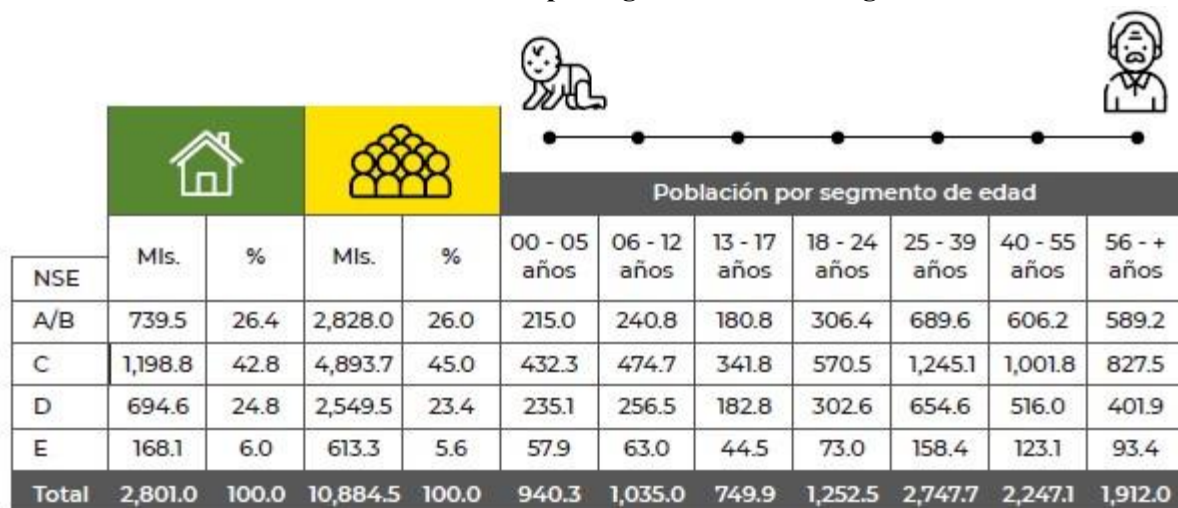 Población por segmento de edad
NSE Mls. % Mls. % 00 - 05 años 06 - 12 años 13 - 17 años 18 - 24 años 25 - 39 años 40 - 55 años 56 - + años
A/B 739.5 26.4 2,828.0 26.0 215.0 240.8 180.8 306.4 689.6 606.2 589.2
C 1,198.8 42.8 4,893.7 45.0 432.3 474.7 341.8 570.5 1,245.1 1,001.8 827.5
D 694.6 24.8 2,549.5 23.4 235.1 256.5 182.8 302.6 654.6 516.0 401.9
E 168.1 6.0 613.3 5.6 57.9 63.0 44.5 73.0 158.4 123.1 93.4
Total 2,801.0 100.0 10,884.5 100.0 940.3 1,035.0 749.9 1,252.5 2,747.7 2,247.1 1,912.0